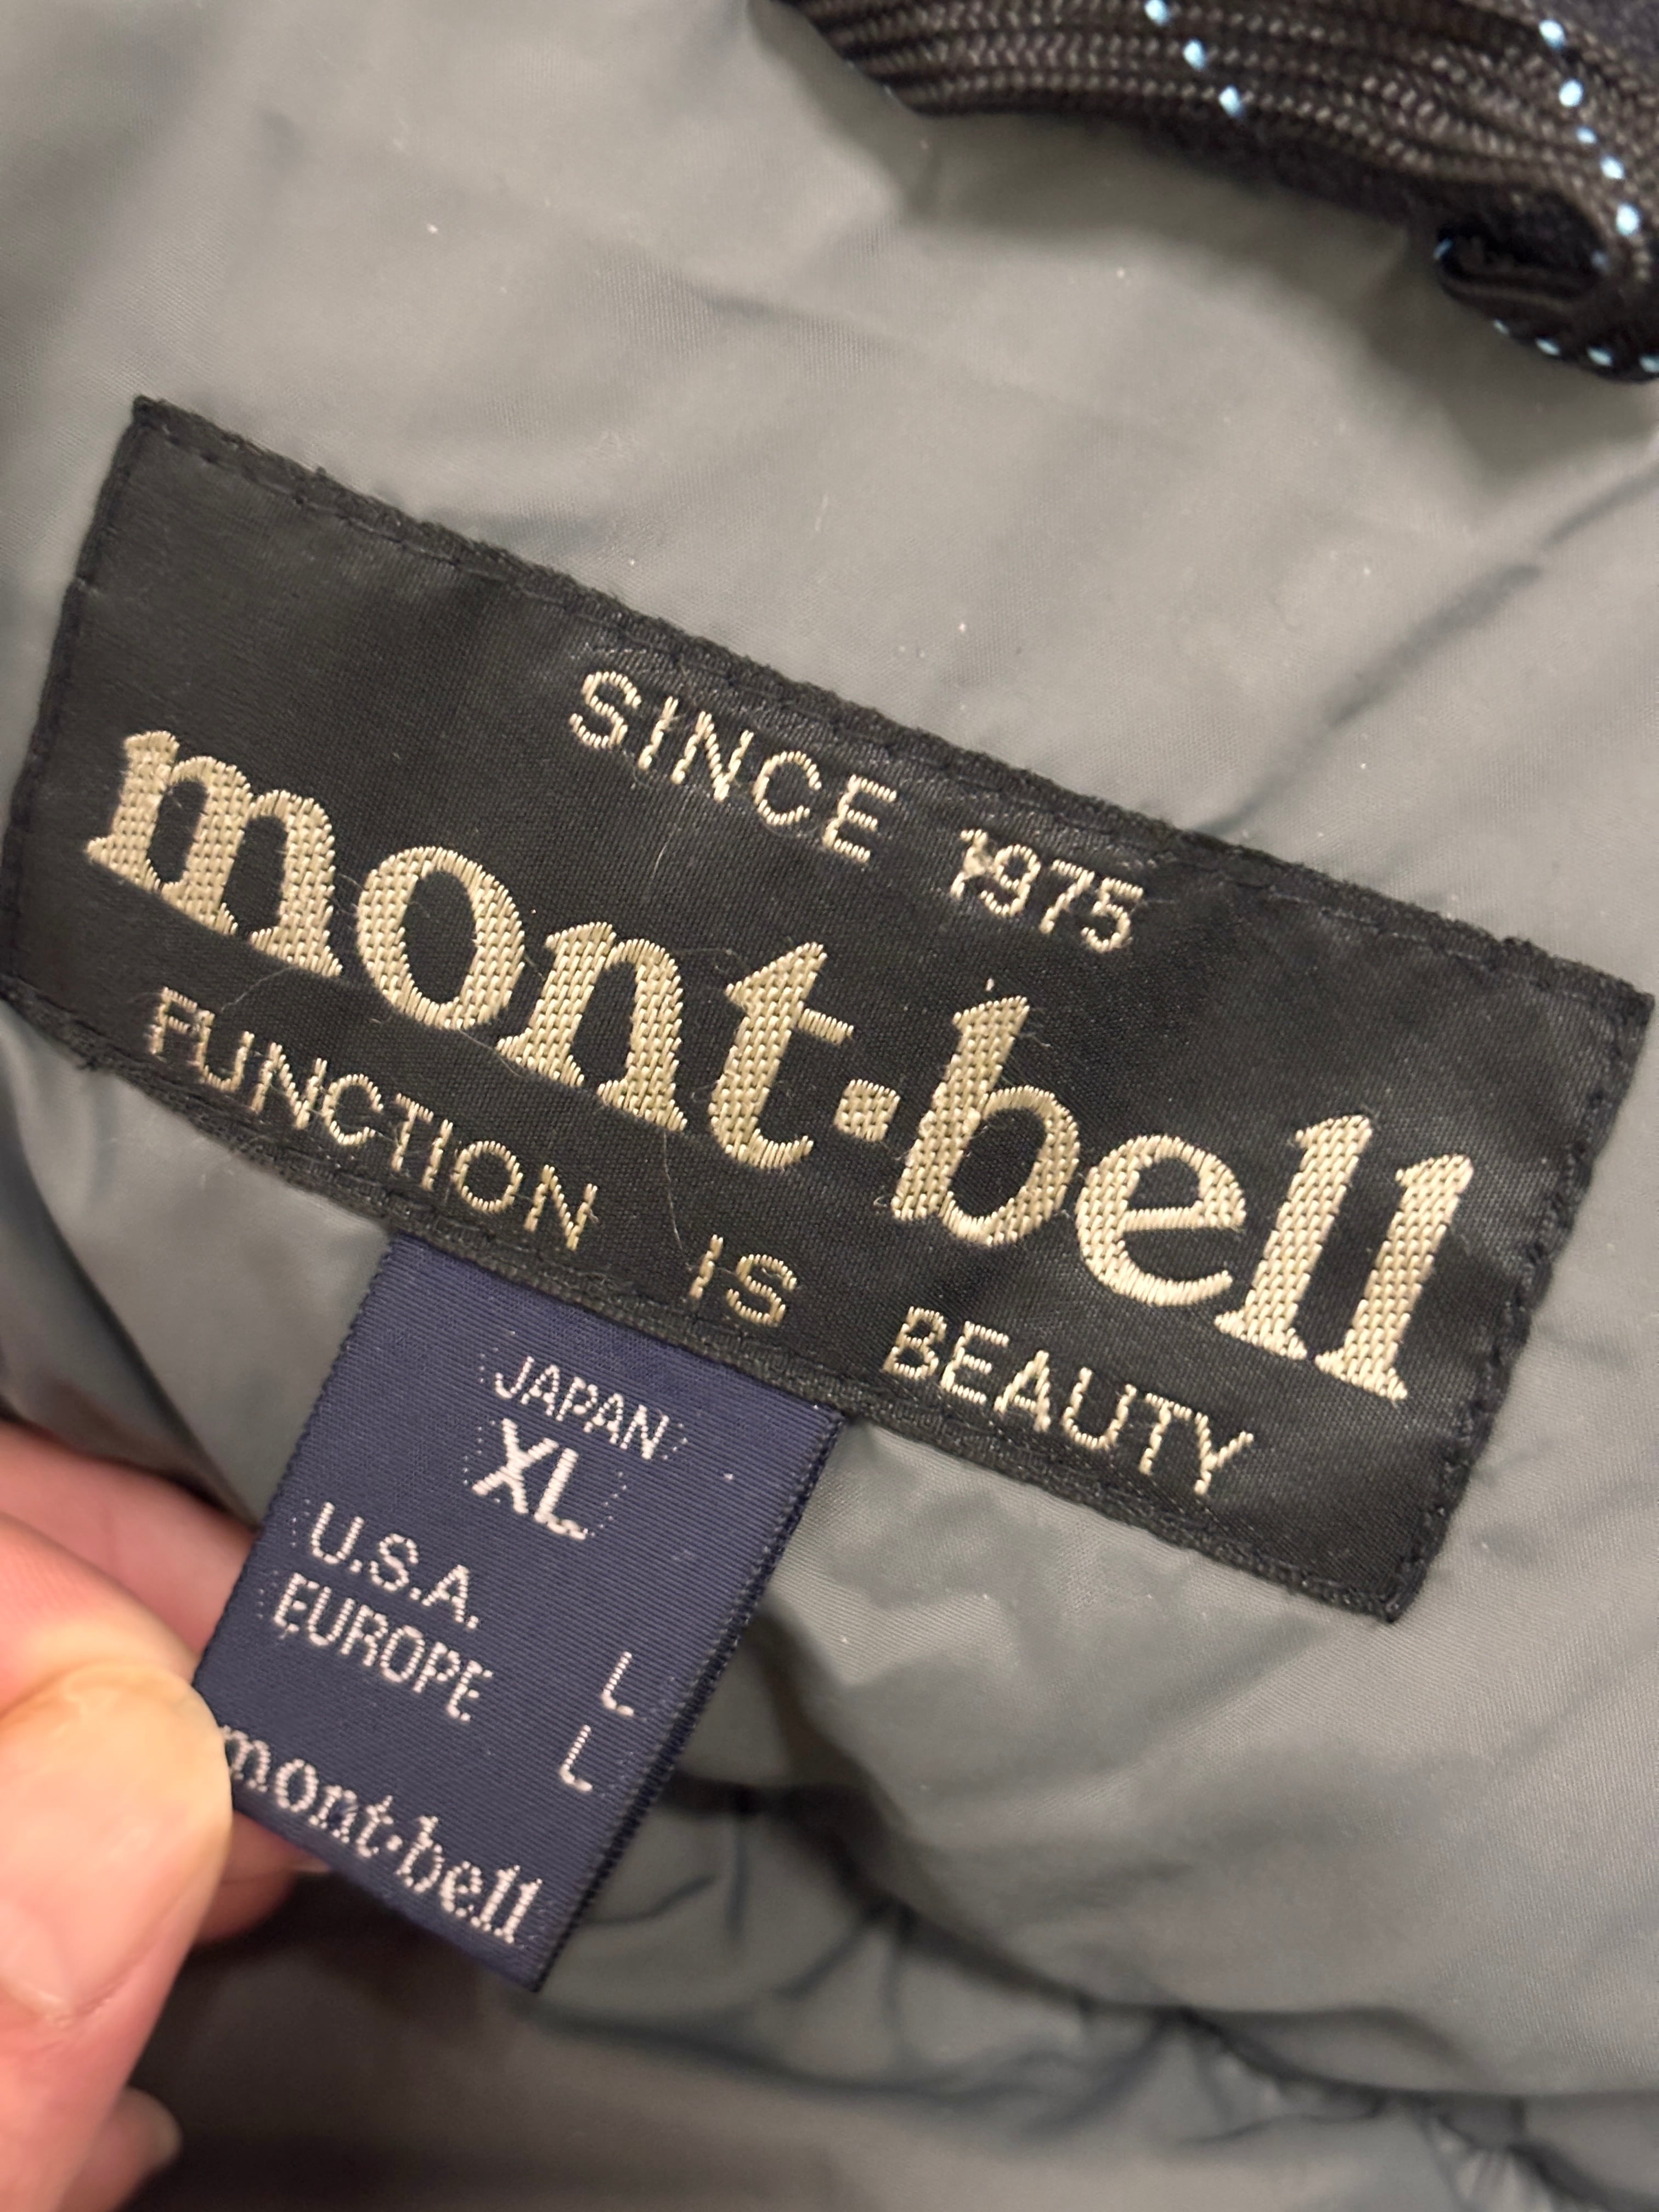 SINCE 1975
mont·bell
FUNCTION IS BEAUTY
JAPAN
XL
U.S.A. L
EUROPE L
mont·bell